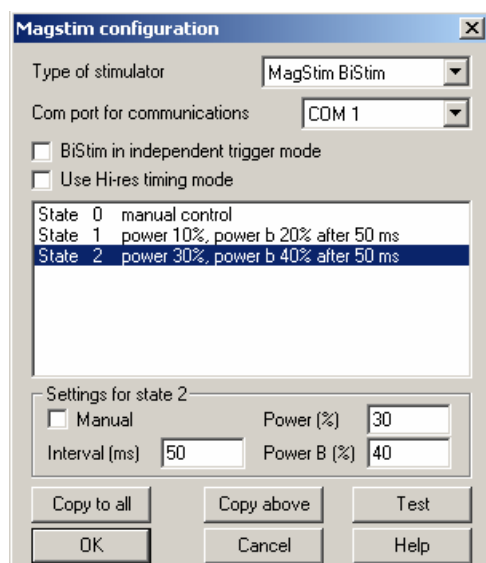 Magstim configuration
Type of stimulator MagStim BiStim
Com port for communications COM 1
BiStim in independent trigger mode
Use Hi-res timing mode
State 0 manual control
State 1 power 10%, power b 20% after 50 ms
State 2 power 30%, power b 40% after 50 ms
Settings for state 2
Manual Power (%) 30
Interval (ms) 50 Power B (%) 40
Copy to all Copy above Test
OK Cancel Help